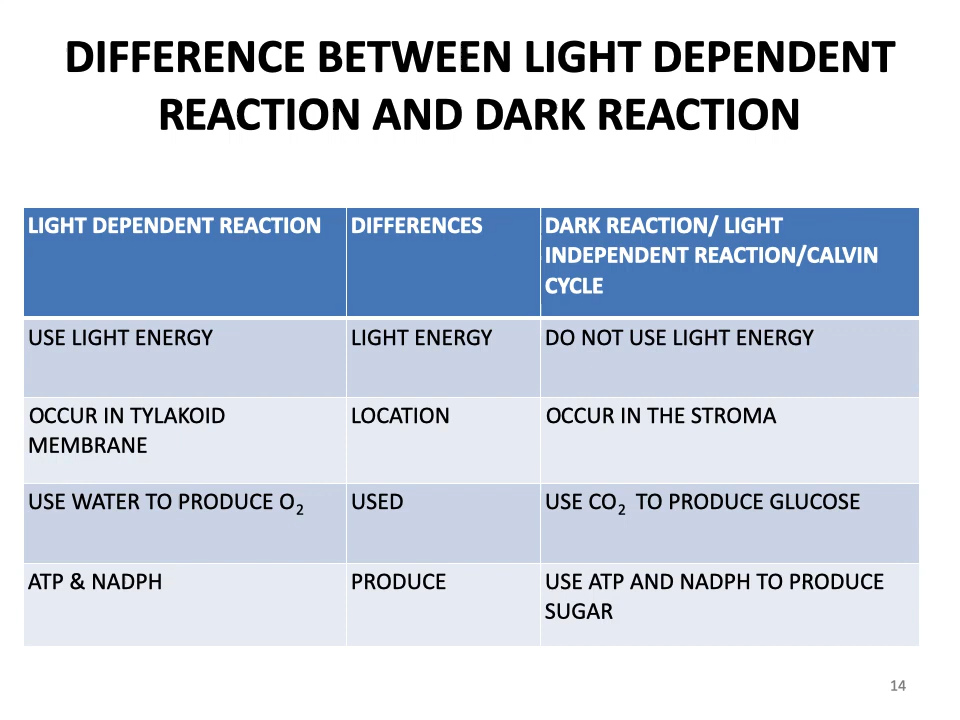 DIFFERENCE BETWEEN LIGHT DEPENDENT
REACTION AND DARK REACTION
LIGHT DEPENDENT REACTION
DIFFERENCES
DARK REACTION/ LIGHT
INDEPENDENT REACTION/CALVIN
CYCLE
USE LIGHT ENERGY
LIGHT ENERGY
DO NOT USE LIGHT ENERGY
OCCUR IN TYLAKOID
MEMBRANE
LOCATION
OCCUR IN THE STROMA
USE WATER TO PRODUCE O₂
USED
USE CO₂ TO PRODUCE GLUCOSE
ATP & NADPH
PRODUCE
USE ATP AND NADPH TO PRODUCE
SUGAR
14